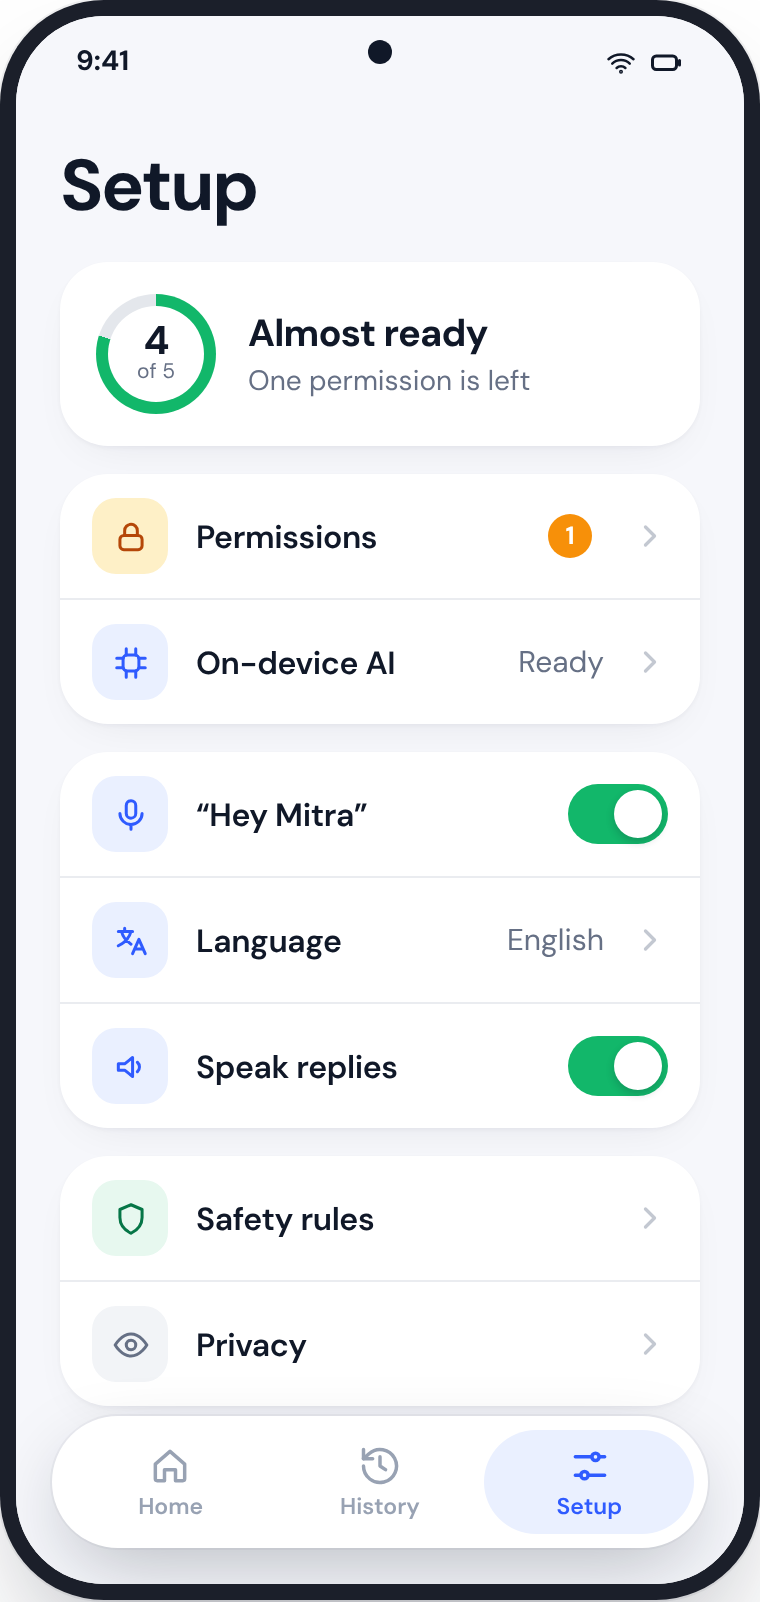 9:41
Setup
4
of 5
Almost ready
One permission is left
Permissions
1
On-device AI
Ready
“Hey Mitra”
Language
English
Speak replies
Safety rules
Privacy
Home
History
Setup